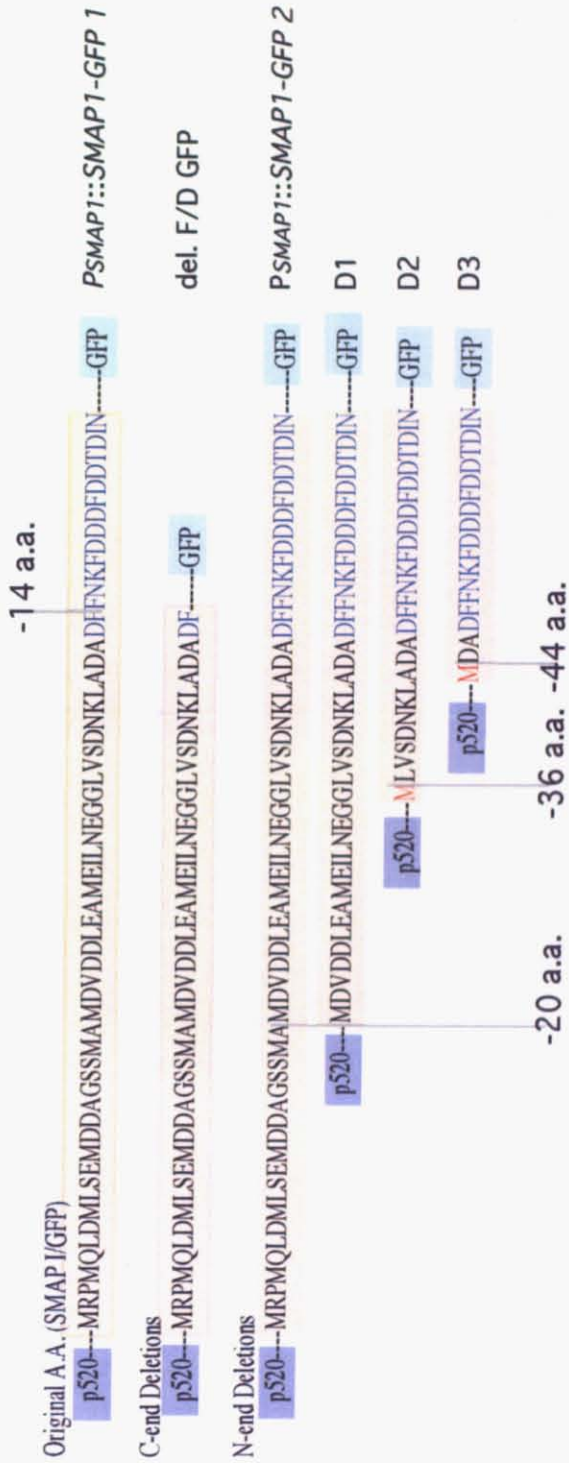 -14 a.a.
Original A.A. (SMAP I/GFP)
p520----MRPMQLDMLSEMDDAGSSMAMDVDDLEAMEILNEGGLVSDNKLADADFFNKFDDDFDDTDIN-----GFP PSMAP1::SMAP1-GFP 1
C-end Deletions
p520----MRPMQLDMLSEMDDAGSSMAMDVDDLEAMEILNEGGLVSDNKLADADF------GFP del. F/D GFP
N-end Deletions
p520----MRPMQLDMLSEMDDAGSSMAMDVDDLEAMEILNEGGLVSDNKLADADFFNKFDDDFDDTDIN-----GFP PSMAP1::SMAP1-GFP 2
p520----MDVDDLEAMEILNEGGLVSDNKLADADFFNKFDDDFDDTDIN-----GFP D1
p520----MLVSDNKLADADFFNKFDDDFDDTDIN----GFP D2
p520----MDADFFNKFDDDFDDTDIN----GFP D3
-20 a.a. -36 a.a. -44 a.a.